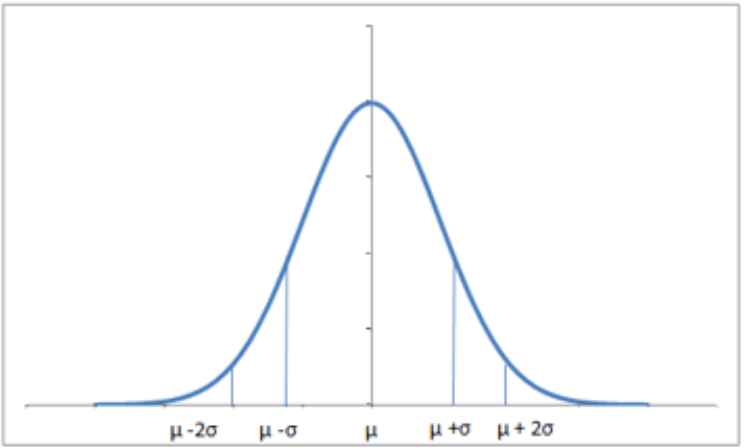 μ -2σ μ -σ μ μ +σ μ + 2σ